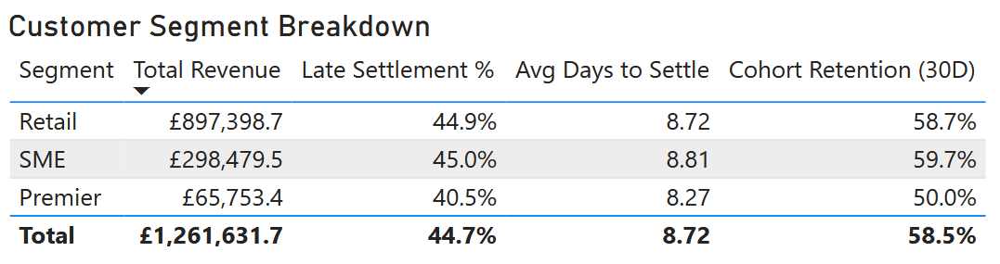 Customer Segment Breakdown
Segment Total Revenue Late Settlement % Avg Days to Settle Cohort Retention (30D)
Retail £897,398.7 44.9% 8.72 58.7%
SME £298,479.5 45.0% 8.81 59.7%
Premier £65,753.4 40.5% 8.27 50.0%
Total £1,261,631.7 44.7% 8.72 58.5%